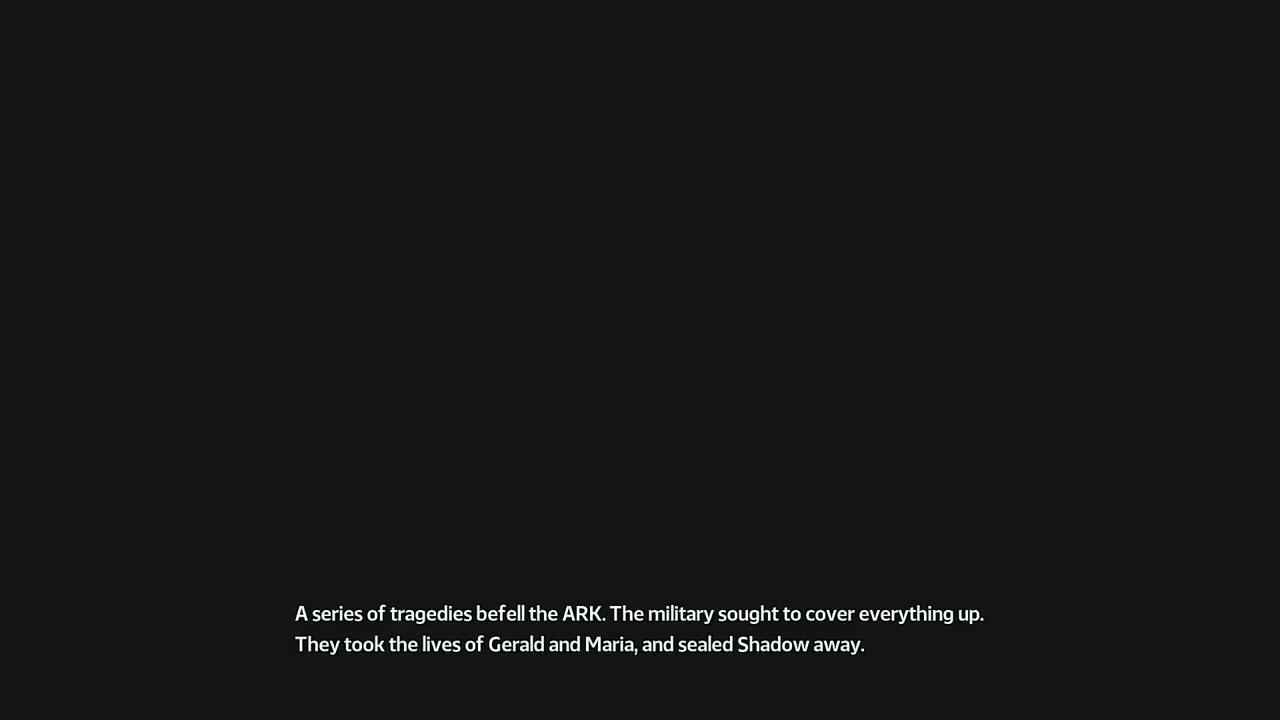 A series of tragedies befell the ARK. The military sought to cover everything up.
They took the lives of Gerald and Maria, and sealed Shadow away.